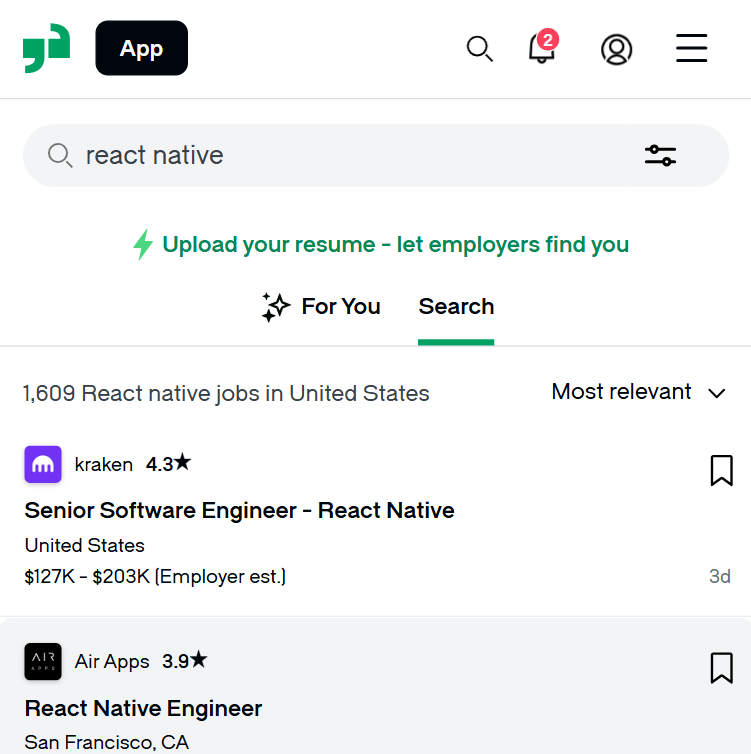 App
2
react native
Upload your resume - let employers find you
For You
Search
1,609 React native jobs in United States
Most relevant
kraken 4.3★
Senior Software Engineer - React Native
United States
$127K - $203K (Employer est.)
3d
AIR
APPS
Air Apps 3.9★
React Native Engineer
San Francisco, CA